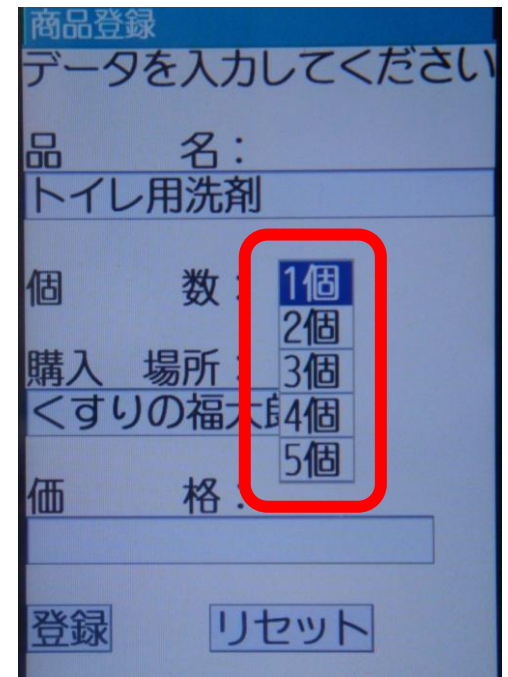 商品登録
データを入力してください
品 名：
トイレ用洗剤
個 数：
1個
2個
3個
4個
5個
購入 場所：
くすりの福太郎
価 格：
登録 リセット